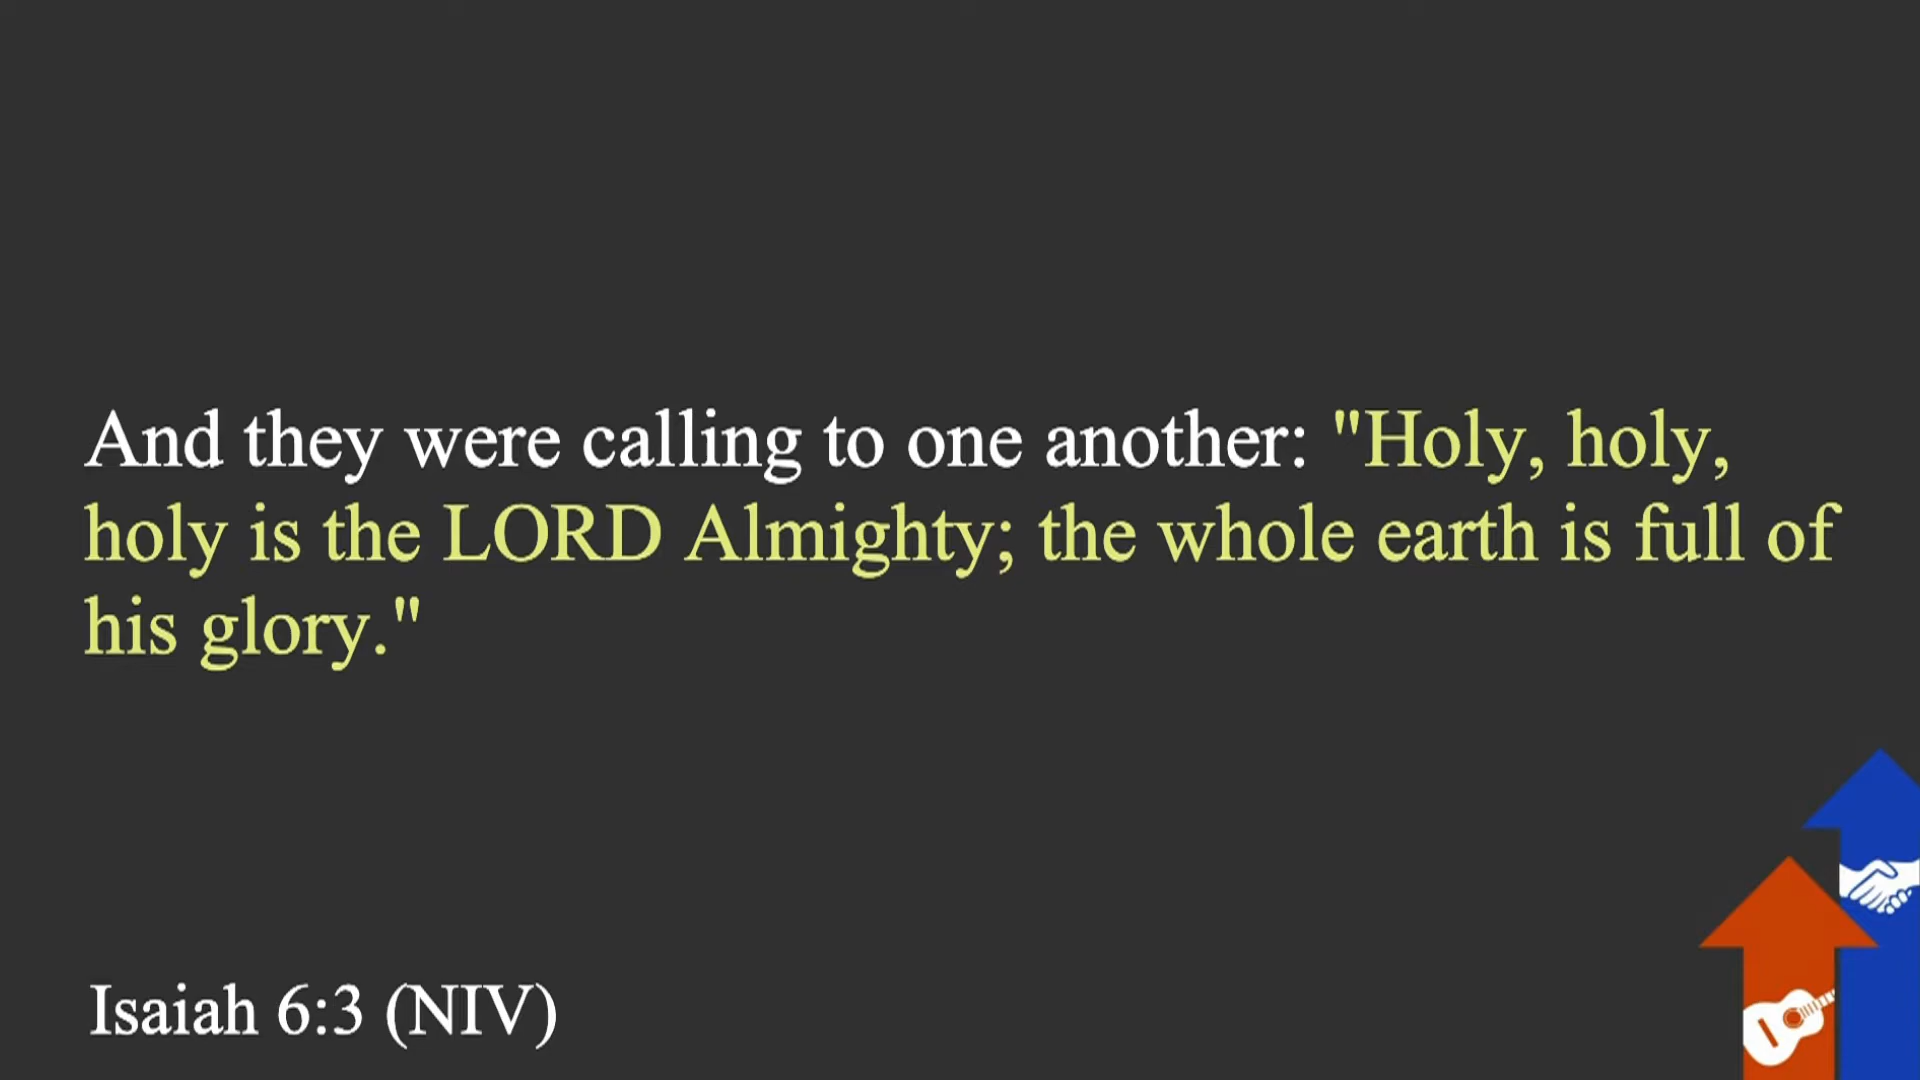 And they were calling to one another: "Holy, holy,
holy is the LORD Almighty; the whole earth is full of
his glory."
Isaiah 6:3 (NIV)